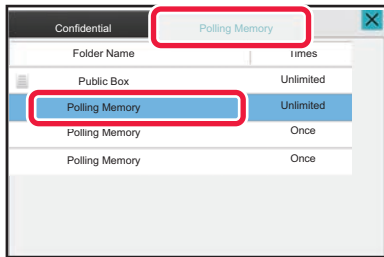 Confidential Polling Memory
Folder Name Times
Public Box Unlimited
Polling Memory Unlimited
Polling Memory Once
Polling Memory Once